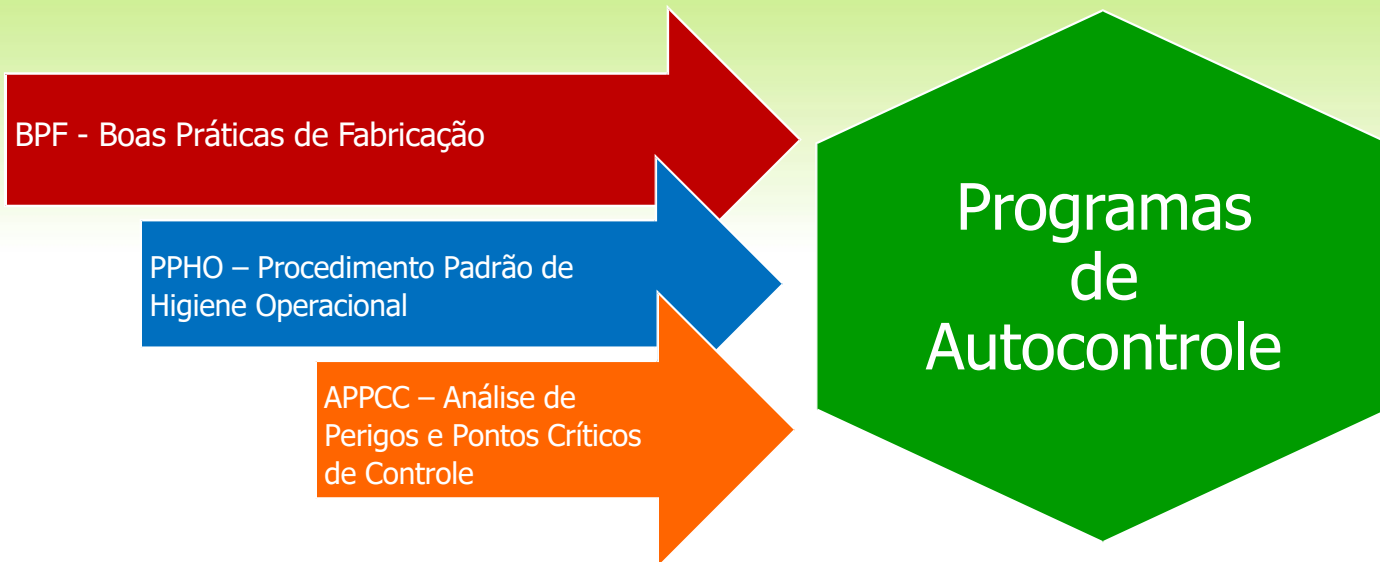 BPF - Boas Práticas de Fabricação
PPHO – Procedimento Padrão de
Higiene Operacional
APPCC – Análise de
Perigos e Pontos Críticos
de Controle
Programas
de
Autocontrole